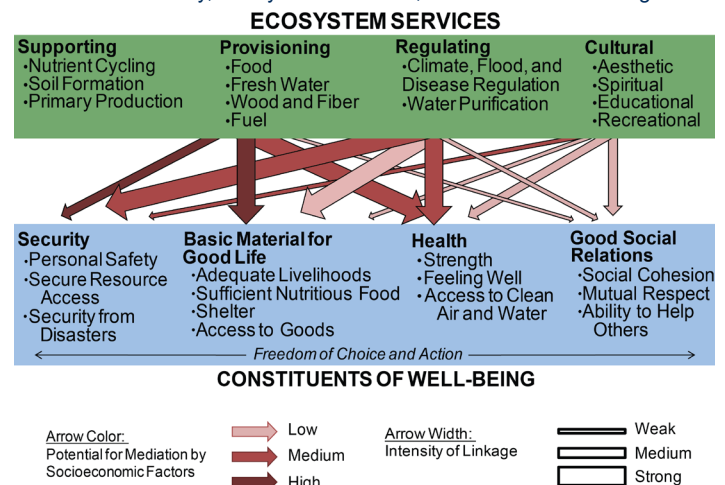 ECOSYSTEM SERVICES
Supporting
•Nutrient Cycling
•Soil Formation
•Primary Production
Provisioning
•Food
•Fresh Water
•Wood and Fiber
•Fuel
Regulating
•Climate, Flood, and
Disease Regulation
•Water Purification
Cultural
•Aesthetic
•Spiritual
•Educational
•Recreational
Security
•Personal Safety
•Secure Resource
Access
•Security from
Disasters
Basic Material for
Good Life
•Adequate Livelihoods
•Sufficient Nutritious Food
•Shelter
•Access to Goods
Health
•Strength
•Feeling Well
•Access to Clean
Air and Water
Good Social
Relations
•Social Cohesion
•Mutual Respect
•Ability to Help
Others
Freedom of Choice and Action
CONSTITUENTS OF WELL-BEING
Arrow Color:
Potential for Mediation by
Socioeconomic Factors
Low
Medium
High
Arrow Width:
Intensity of Linkage
Weak
Medium
Strong